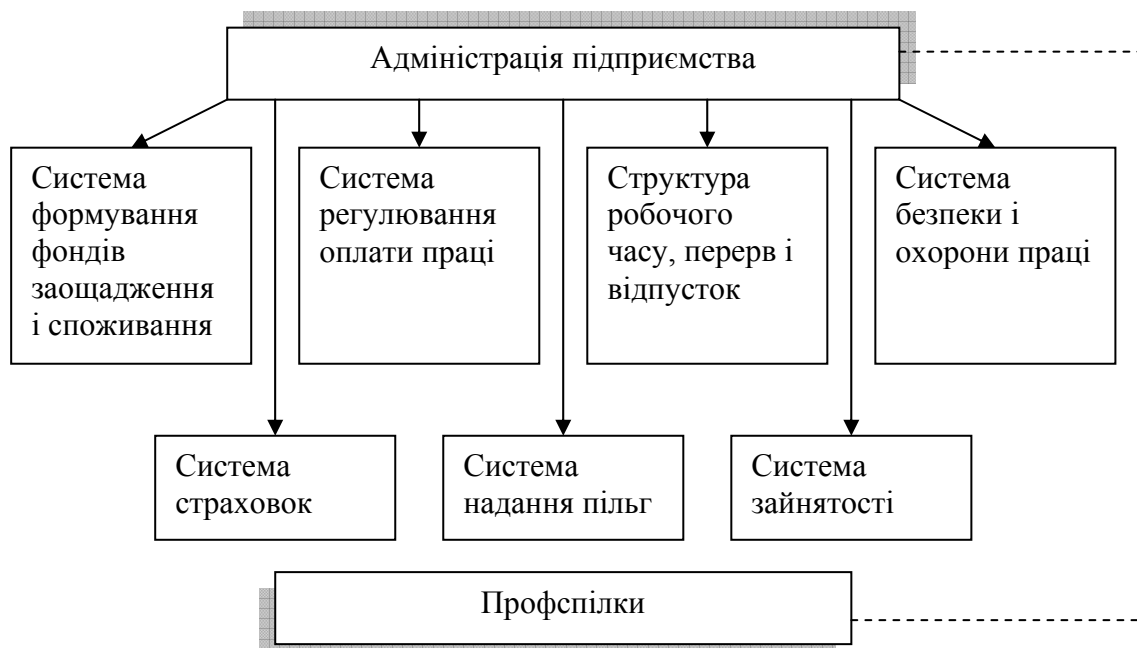 Адміністрація підприємства
Система
формування
фондів
заощадження
і споживання
Система
регулювання
оплати праці
Структура
робочого
часу, перерв і
відпусток
Система
безпеки і
охорони праці
Система
страховок
Система
надання пільг
Система
зайнятості
Профспілки